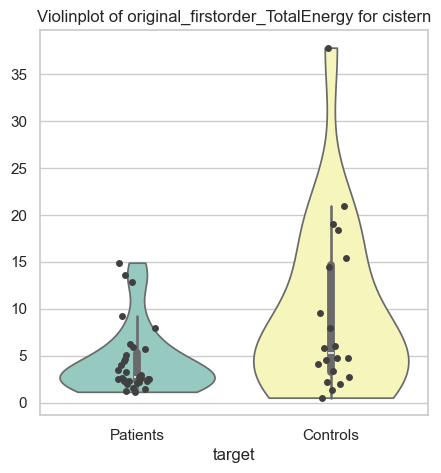 Violinplot of original_firstorder_TotalEnergy for cistern
35
30
25
20
15
10
5
0
Patients
Controls
target